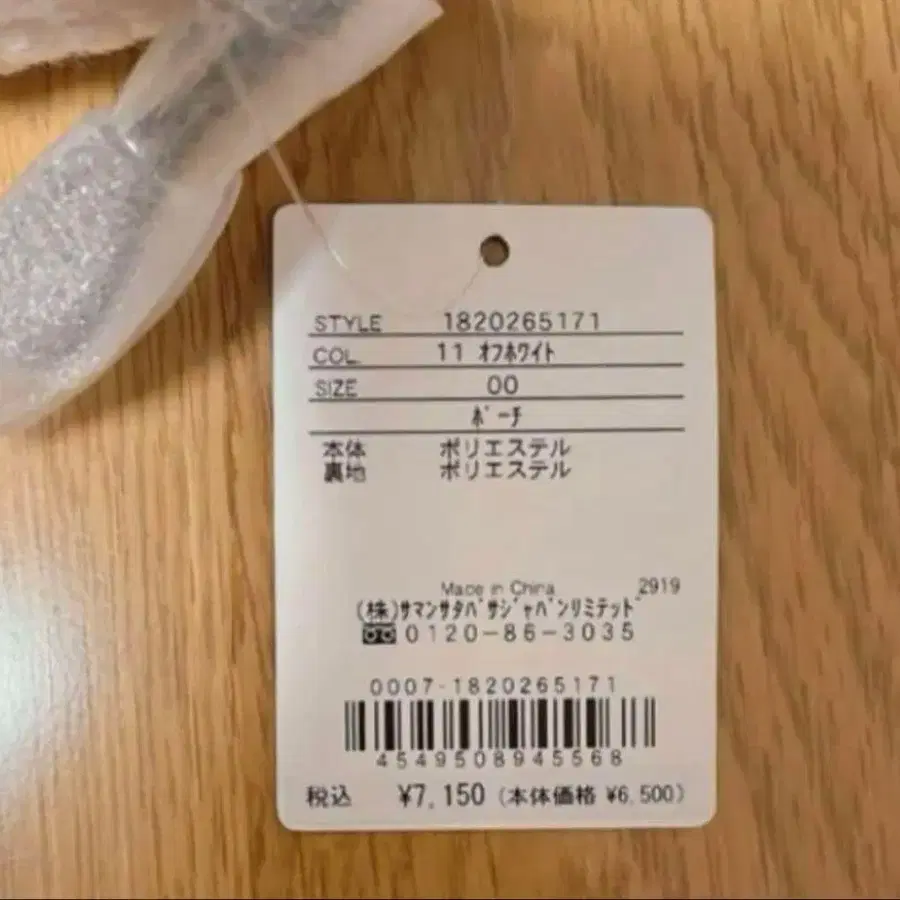 STYLE 1820265171
COL. 11 ｵﾌﾎﾜｲﾄ
SIZE 00
ﾎﾟｰﾁ
本体 ポリエステル
裏地 ポリエステル
Made in China 2919
(株)ｻﾏﾝｻﾀﾊﾞｻｼﾞｬﾊﾟﾝﾘﾐﾃｯﾄﾞ
0120-86-3035
0007-1820265171
4549508945568
税込 ¥7,150 (本体価格 ¥6,500)